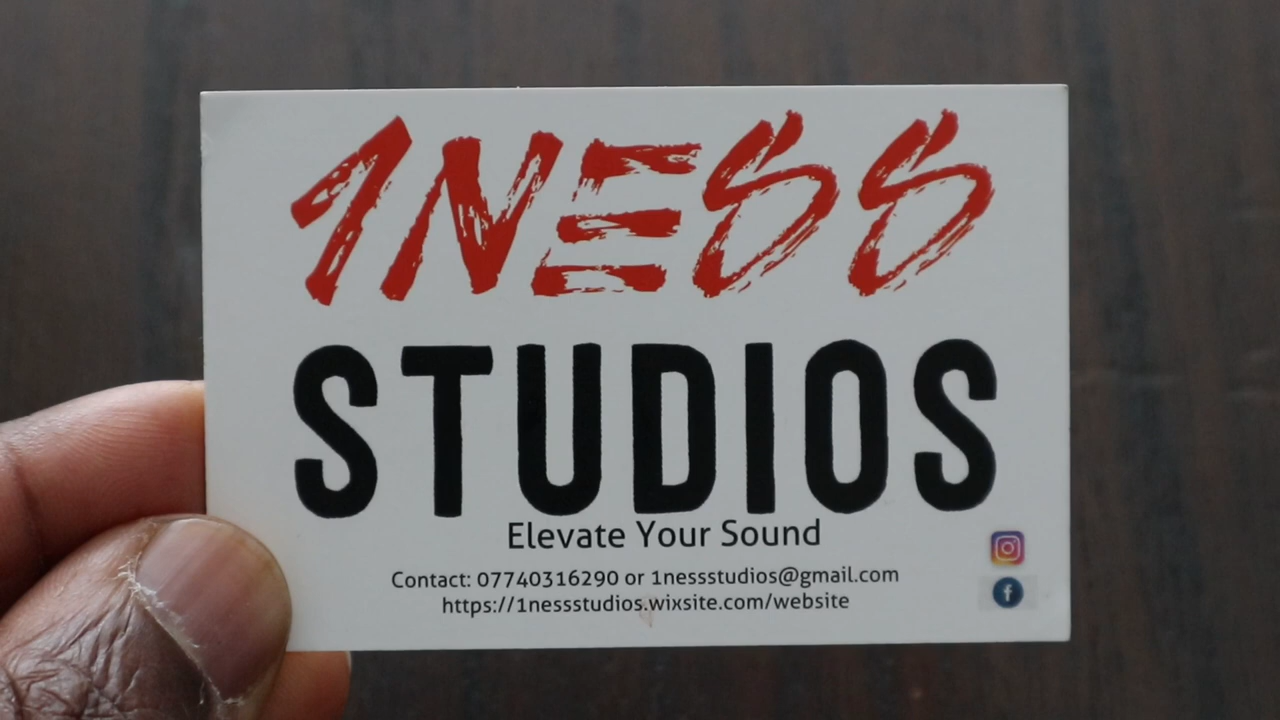 1NESS
STUDIOS
Elevate Your Sound
Contact: 07740316290 or 1nessstudios@gmail.com
https://1nessstudios.wixsite.com/website
f